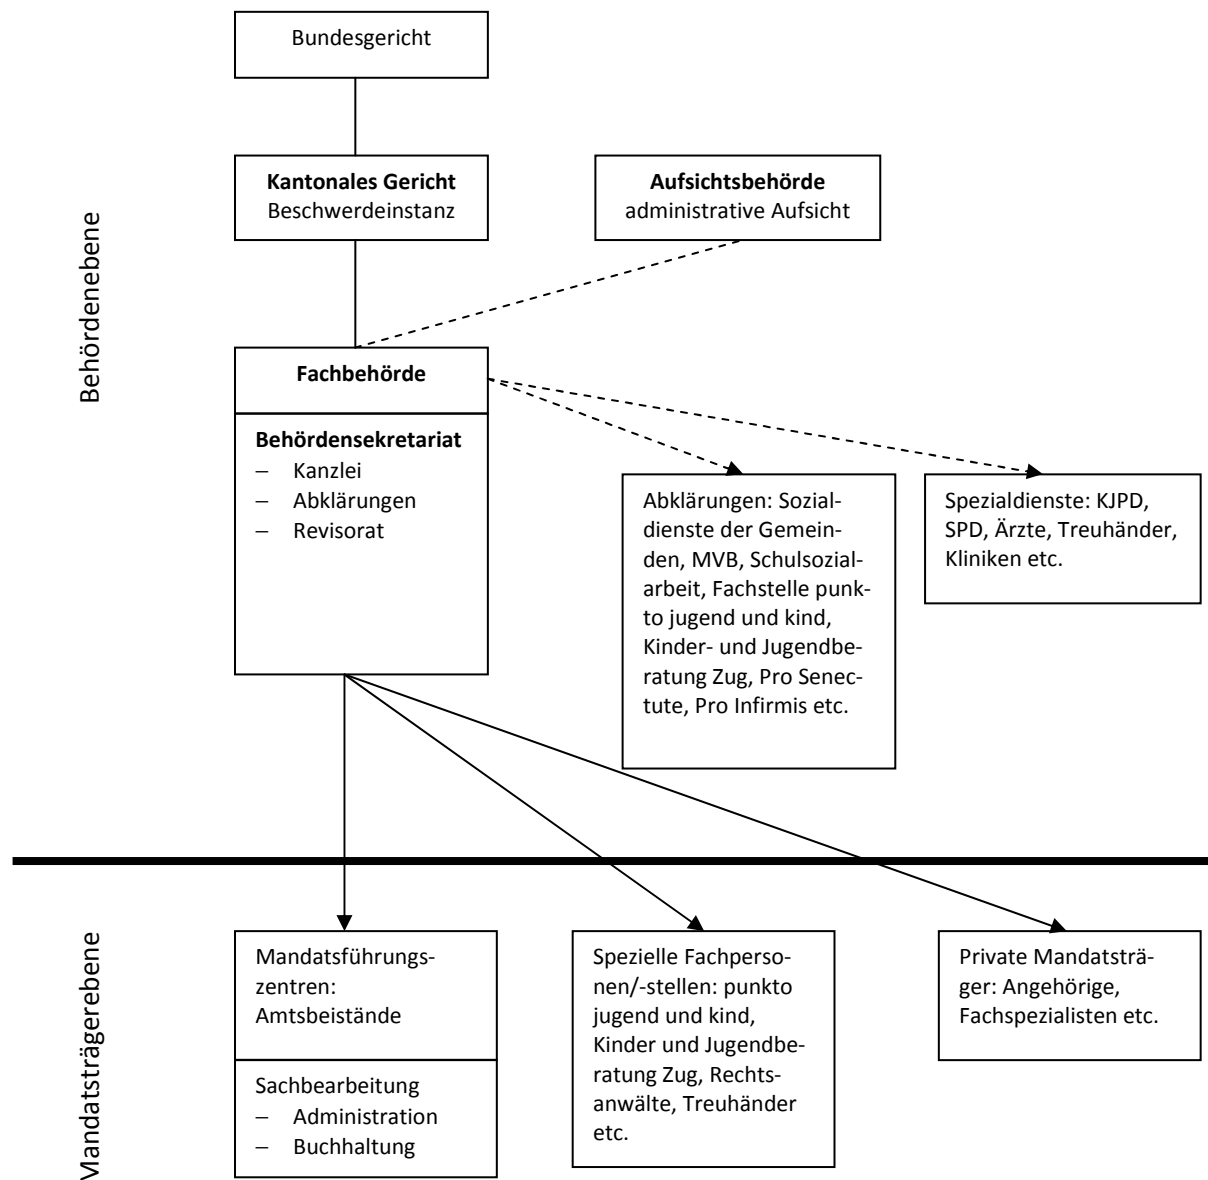 Bundesgericht
Kantonales Gericht
Beschwerdeinstanz
Aufsichtsbehörde
administrative Aufsicht
Behördenebene
Fachbehörde
Behördensekretariat
– Kanzlei
– Abklärungen
– Revisorat
Abklärungen: Sozial-
dienste der Gemein-
den, MVB, Schulsozial-
arbeit, Fachstelle punk-
to jugend und kind,
Kinder- und Jugendbe-
ratung Zug, Pro Senec-
tute, Pro Infirmis etc.
Spezialdienste: KJPD,
SPD, Ärzte, Treuhänder,
Kliniken etc.
Mandatsträgerebene
Mandatsführungs-
zentren:
Amtsbeistände
Sachbearbeitung
– Administration
– Buchhaltung
Spezielle Fachperso-
nen/-stellen: punkto
jugend und kind,
Kinder und Jugendbe-
ratung Zug, Rechts-
anwälte, Treuhänder
etc.
Private Mandatsträ-
ger: Angehörige,
Fachspezialisten etc.